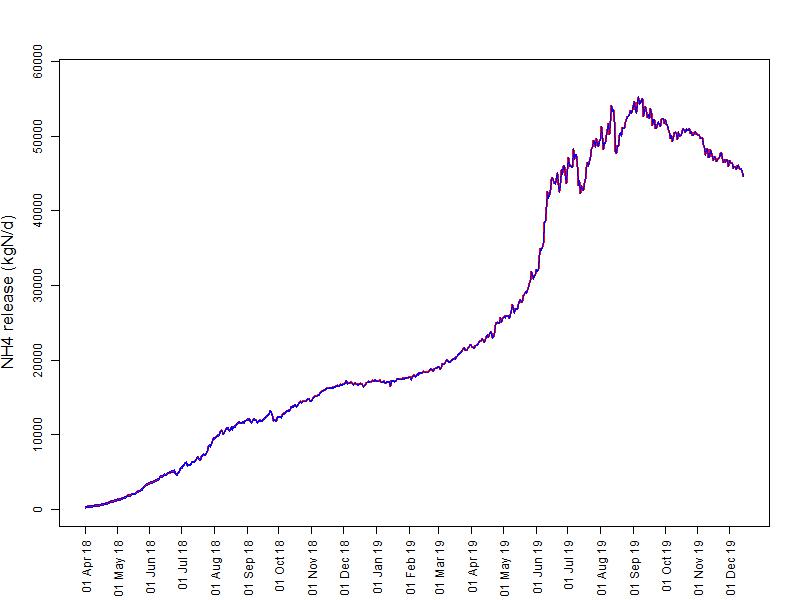 NH4 release (kgN/d)
60000
50000
40000
30000
20000
10000
0
01 Apr 18
01 May 18
01 Jun 18
01 Jul 18
01 Aug 18
01 Sep 18
01 Oct 18
01 Nov 18
01 Dec 18
01 Jan 19
01 Feb 19
01 Mar 19
01 Apr 19
01 May 19
01 Jun 19
01 Jul 19
01 Aug 19
01 Sep 19
01 Oct 19
01 Nov 19
01 Dec 19